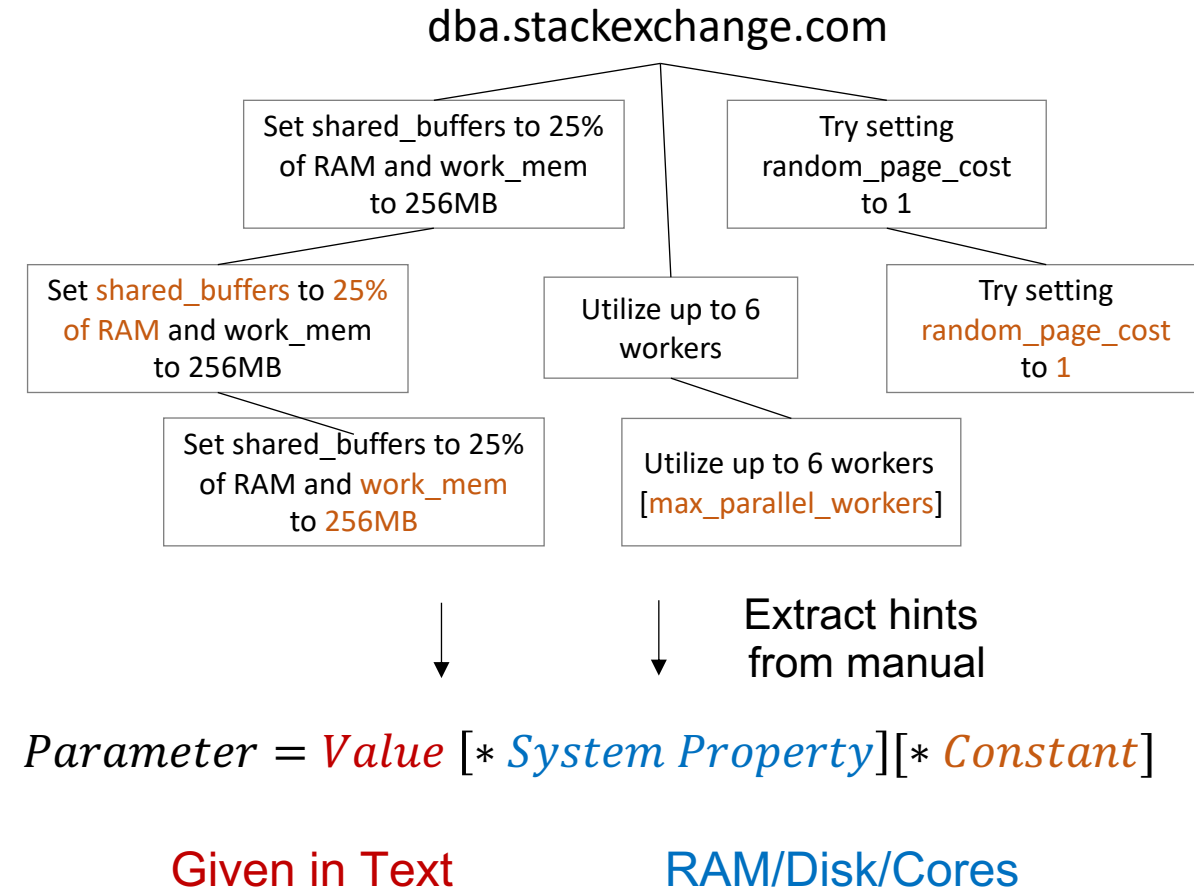 dba.stackexchange.com
Set shared_buffers to 25%
of RAM and work_mem
to 256MB
Try setting
random_page_cost
to 1
Set shared_buffers to 25%
of RAM and work_mem
to 256MB
Utilize up to 6
workers
Try setting
random_page_cost
to 1
Set shared_buffers to 25%
of RAM and work_mem
to 256MB
Utilize up to 6 workers
[max_parallel_workers]
Extract hints
from manual
Parameter = Value [* System Property][* Constant]
Given in Text
RAM/Disk/Cores